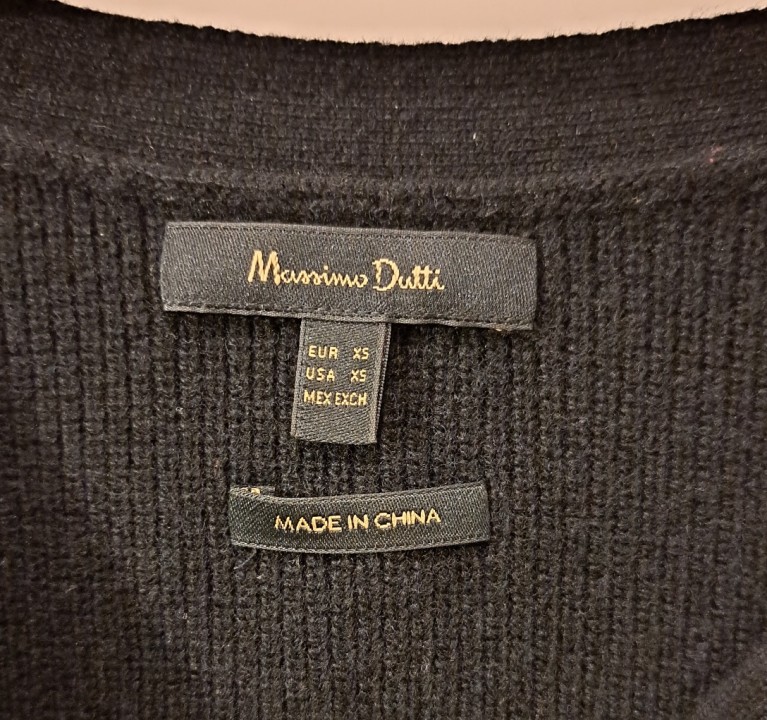 Massimo Dutti
EUR XS
USA XS
MEX EXCH
MADE IN CHINA